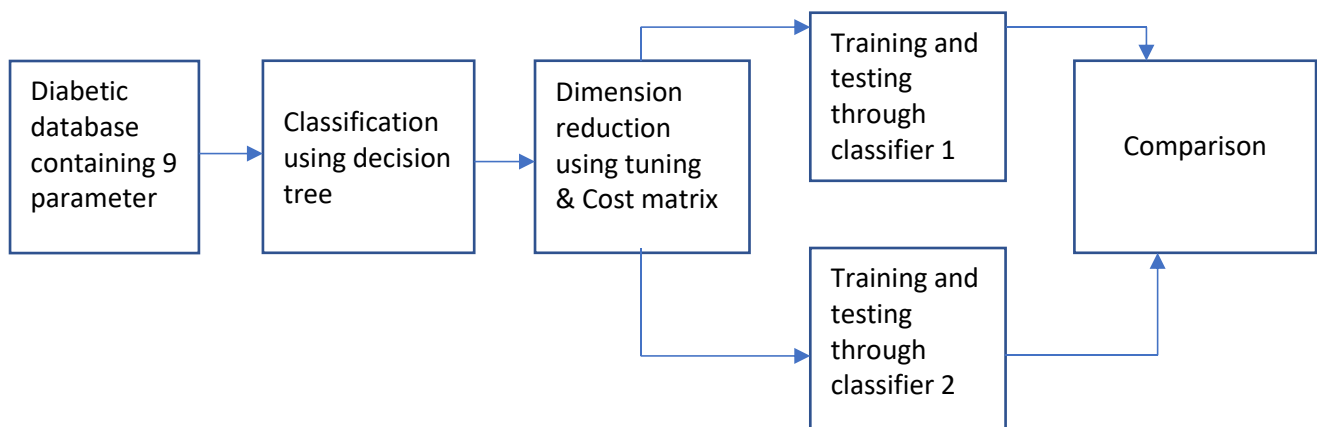 Diabetic
database
containing 9
parameter
Classification
using decision
tree
Dimension
reduction
using tuning
& Cost matrix
Training and
testing
through
classifier 1
Training and
testing
through
classifier 2
Comparison